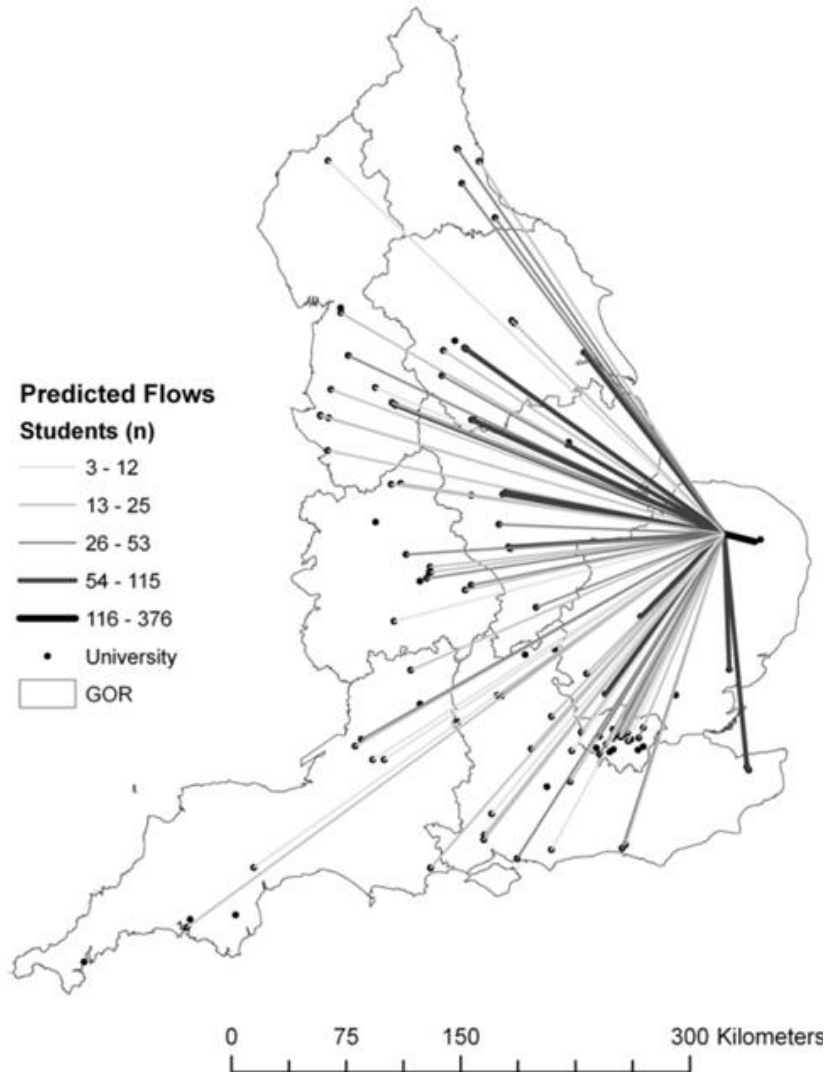 Predicted Flows
Students (n)
3 - 12
13 - 25
26 - 53
54 - 115
116 - 376
University
GOR
0 75 150 300 Kilometers